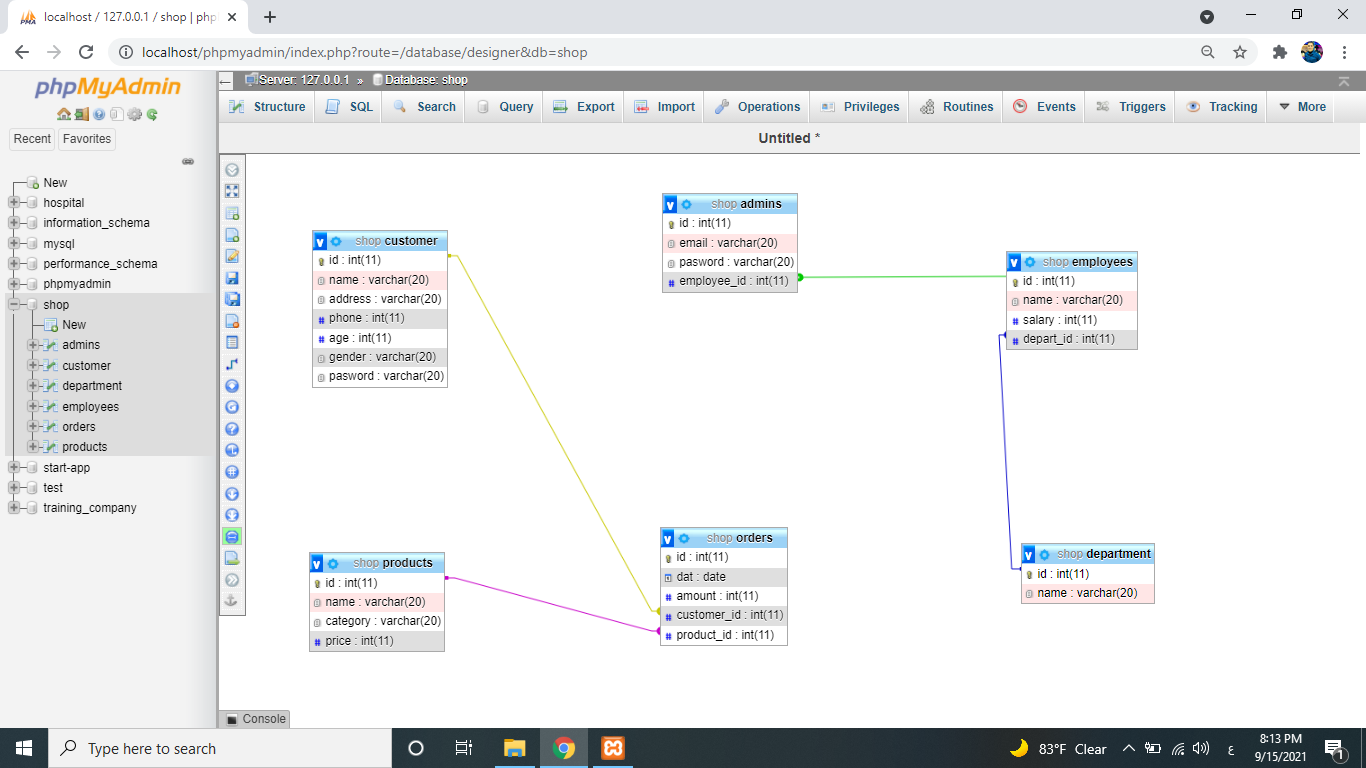 localhost / 127.0.0.1 / shop | php
localhost/phpmyadmin/index.php?route=/database/designer&db=shop
phpMyAdmin
Recent Favorites
New
hospital
information_schema
mysql
performance_schema
phpmyadmin
shop
New
admins
customer
department
employees
orders
products
start-app
test
training_company
Server: 127.0.0.1 » Database: shop
Structure SQL Search Query Export Import Operations Privileges Routines Events Triggers Tracking More
Untitled *
shop customer
id : int(11)
name : varchar(20)
address : varchar(20)
phone : int(11)
age : int(11)
gender : varchar(20)
pasword : varchar(20)
shop admins
id : int(11)
email : varchar(20)
pasword : varchar(20)
employee_id : int(11)
shop employees
id : int(11)
name : varchar(20)
salary : int(11)
depart_id : int(11)
shop products
id : int(11)
name : varchar(20)
category : varchar(20)
price : int(11)
shop orders
id : int(11)
dat : date
amount : int(11)
customer_id : int(11)
product_id : int(11)
shop department
id : int(11)
name : varchar(20)
Console
Type here to search
83°F Clear
ع
8:13 PM
9/15/2021
1